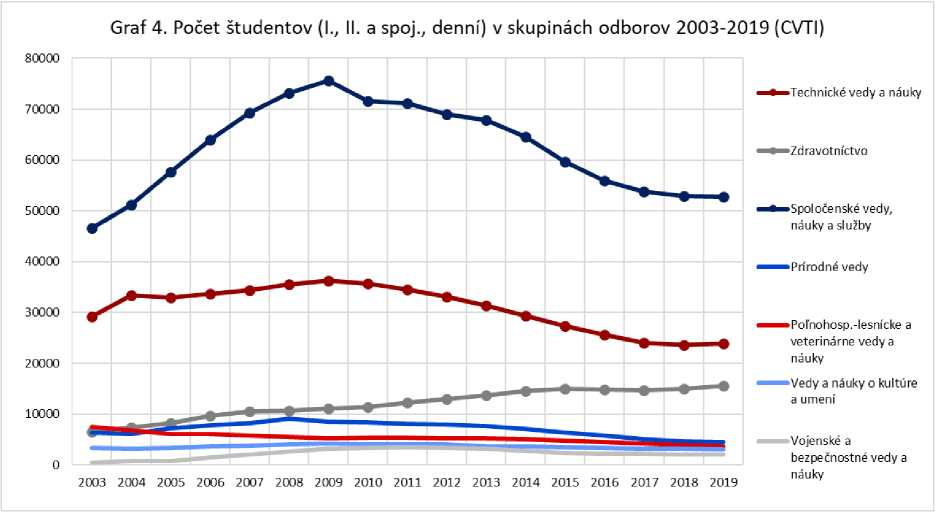 Graf 4. Počet študentov (I., II. a spoj., denní) v skupinách odborov 2003-2019 (CVTI)
80000
70000
60000
50000
40000
30000
20000
10000
0
2003 2004 2005 2006 2007 2008 2009 2010 2011 2012 2013 2014 2015 2016 2017 2018 2019
Technické vedy a náuky
Zdravotníctvo
Spoločenské vedy,
náuky a služby
Prírodné vedy
Poľnohosp.-lesnícke a
veterinárne vedy a
náuky
Vedy a náuky o kultúre
a umení
Vojenské a
bezpečnostné vedy a
náuky